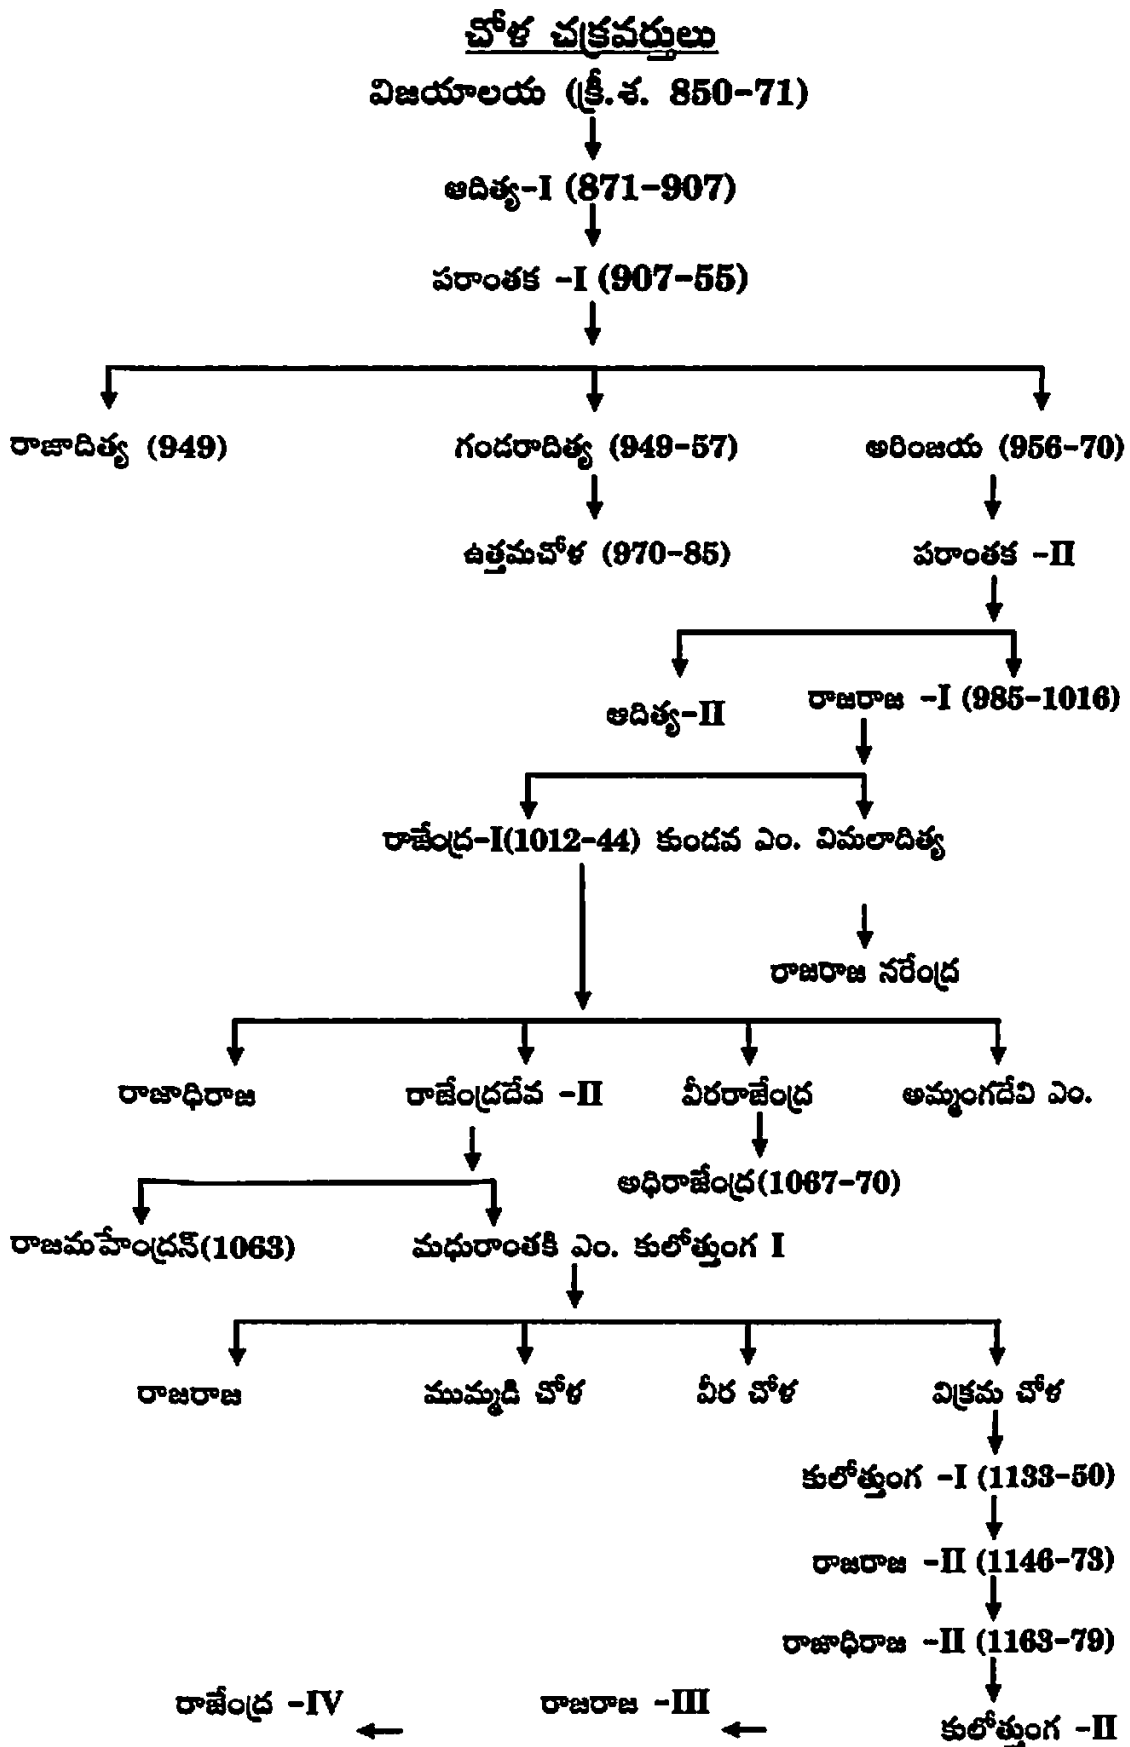 చోళ చక్రవర్తులు
విజయాలయ (క్రీ.శ. 850-71)
ఆదిత్య-I (871-907)
పరాంతక -I (907-55)
రాజాదిత్య (949) గండరాదిత్య (949-57) అరింజయ (956-70)
ఉత్తమచోళ (970-85) పరాంతక -II
ఆదిత్య-II రాజరాజ -I (985-1016)
రాజేంద్ర-I(1012-44) కుందవ ఎం. విమలాదిత్య
రాజరాజ నరేంద్ర
రాజాధిరాజ రాజేంద్రదేవ -II వీరరాజేంద్ర అమ్మంగదేవి ఎం.
అధిరాజేంద్ర(1067-70)
రాజమహేంద్రన్(1063) మధురాంతకి ఎం. కులోత్తుంగ I
రాజరాజ ముమ్మడి చోళ వీర చోళ విక్రమ చోళ
కులోత్తుంగ -I (1133-50)
రాజరాజ -II (1146-73)
రాజాధిరాజ -II (1163-79)
రాజేంద్ర -IV రాజరాజ -III కులోత్తుంగ -II